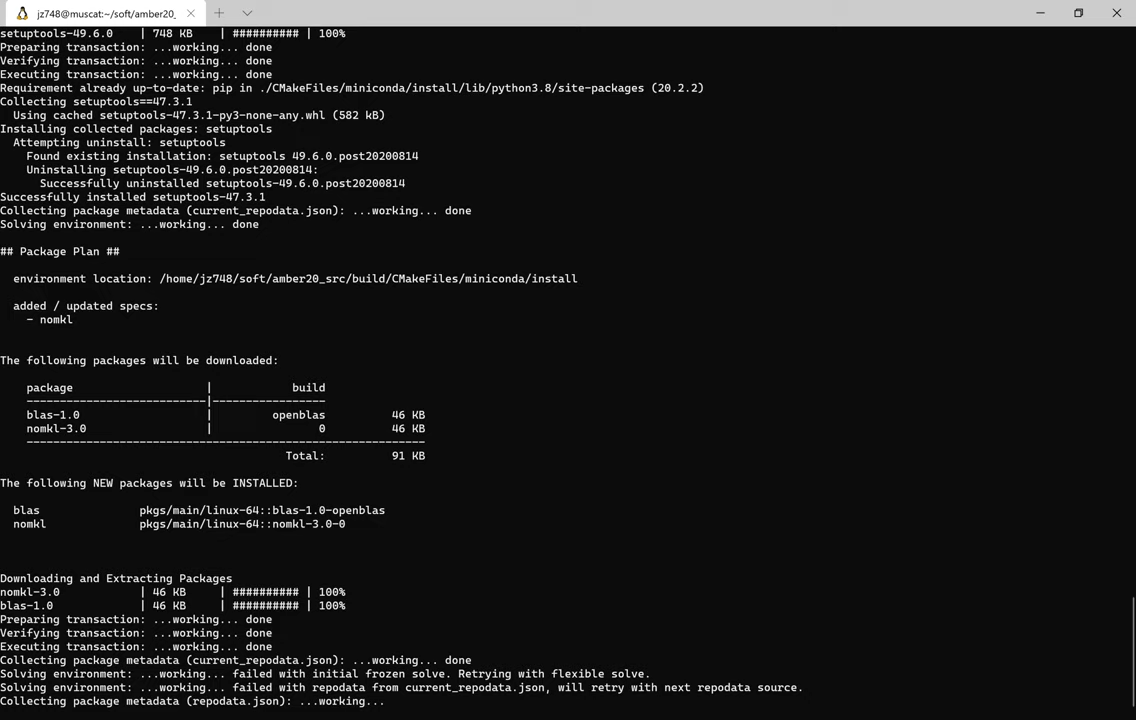 jz748@muscat:~/soft/amber20_
setuptools-49.6.0    | 748 KB    | ########## | 100%
Preparing transaction: ...working... done
Verifying transaction: ...working... done
Executing transaction: ...working... done
Requirement already up-to-date: pip in ./CMakeFiles/miniconda/install/lib/python3.8/site-packages (20.2.2)
Collecting setuptools==47.3.1
  Using cached setuptools-47.3.1-py3-none-any.whl (582 kB)
Installing collected packages: setuptools
  Attempting uninstall: setuptools
    Found existing installation: setuptools 49.6.0.post20200814
    Uninstalling setuptools-49.6.0.post20200814:
      Successfully uninstalled setuptools-49.6.0.post20200814
Successfully installed setuptools-47.3.1
Collecting package metadata (current_repodata.json): ...working... done
Solving environment: ...working... done
## Package Plan ##
  environment location: /home/jz748/soft/amber20_src/build/CMakeFiles/miniconda/install
  added / updated specs:
    - nomkl
The following packages will be downloaded:
    package                    |            build
    ---------------------------|-----------------
    blas-1.0                   |         openblas          46 KB
    nomkl-3.0                  |                0          46 KB
    ------------------------------------------------------------
                                           Total:          91 KB
The following NEW packages will be INSTALLED:
  blas               pkgs/main/linux-64::blas-1.0-openblas
  nomkl              pkgs/main/linux-64::nomkl-3.0-0
Downloading and Extracting Packages
nomkl-3.0            | 46 KB     | ########## | 100%
blas-1.0             | 46 KB     | ########## | 100%
Preparing transaction: ...working... done
Verifying transaction: ...working... done
Executing transaction: ...working... done
Collecting package metadata (current_repodata.json): ...working... done
Solving environment: ...working... failed with initial frozen solve. Retrying with flexible solve.
Solving environment: ...working... failed with repodata from current_repodata.json, will retry with next repodata source.
Collecting package metadata (repodata.json): ...working...